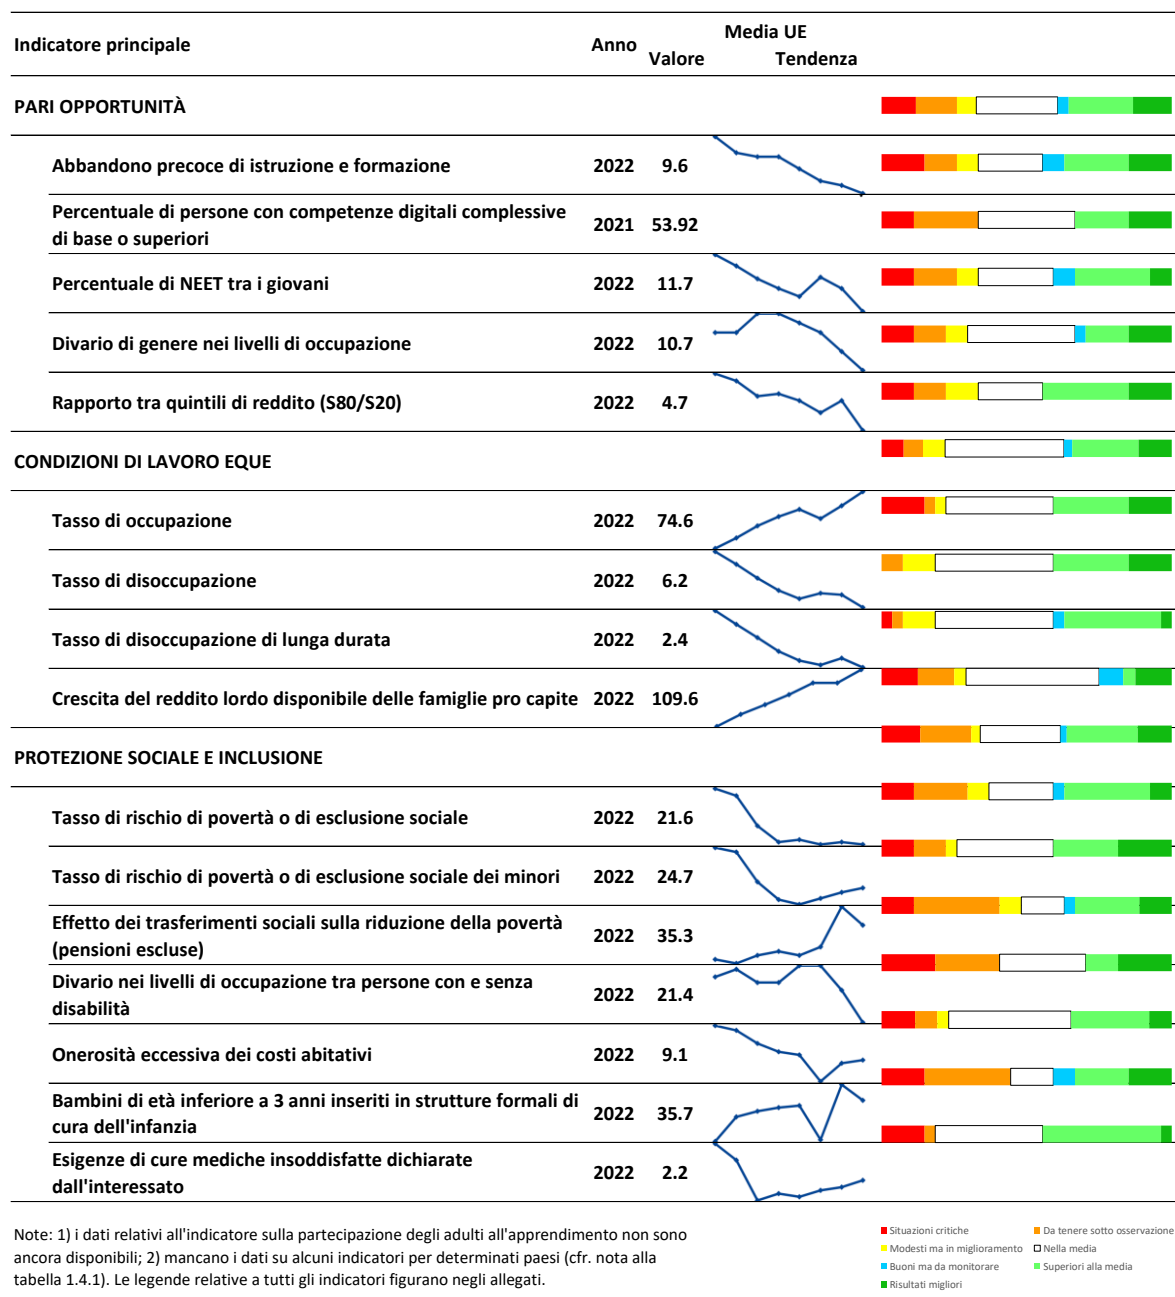 Indicatore principale
Anno
Media UE
Valore
Tendenza
PARI OPPORTUNITÀ
Abbandono precoce di istruzione e formazione 2022 9.6
Percentuale di persone con competenze digitali complessive
di base o superiori
2021 53.92
Percentuale di NEET tra i giovani 2022 11.7
Divario di genere nei livelli di occupazione 2022 10.7
Rapporto tra quintili di reddito (S80/S20) 2022 4.7
CONDIZIONI DI LAVORO EQUE
Tasso di occupazione 2022 74.6
Tasso di disoccupazione 2022 6.2
Tasso di disoccupazione di lunga durata 2022 2.4
Crescita del reddito lordo disponibile delle famiglie pro capite 2022 109.6
PROTEZIONE SOCIALE E INCLUSIONE
Tasso di rischio di povertà o di esclusione sociale 2022 21.6
Tasso di rischio di povertà o di esclusione sociale dei minori 2022 24.7
Effetto dei trasferimenti sociali sulla riduzione della povertà
(pensioni escluse)
2022 35.3
Divario nei livelli di occupazione tra persone con e senza
disabilità
2022 21.4
Onerosità eccessiva dei costi abitativi 2022 9.1
Bambini di età inferiore a 3 anni inseriti in strutture formali di
cura dell'infanzia
2022 35.7
Esigenze di cure mediche insoddisfatte dichiarate
dall'interessato
2022 2.2
Note: 1) i dati relativi all'indicatore sulla partecipazione degli adulti all'apprendimento non sono
ancora disponibili; 2) mancano i dati su alcuni indicatori per determinati paesi (cfr. nota alla
tabella 1.4.1). Le legende relative a tutti gli indicatori figurano negli allegati.
Situazioni critiche
Da tenere sotto osservazione
Modesti ma in miglioramento
Nella media
Buoni ma da monitorare
Superiori alla media
Risultati migliori